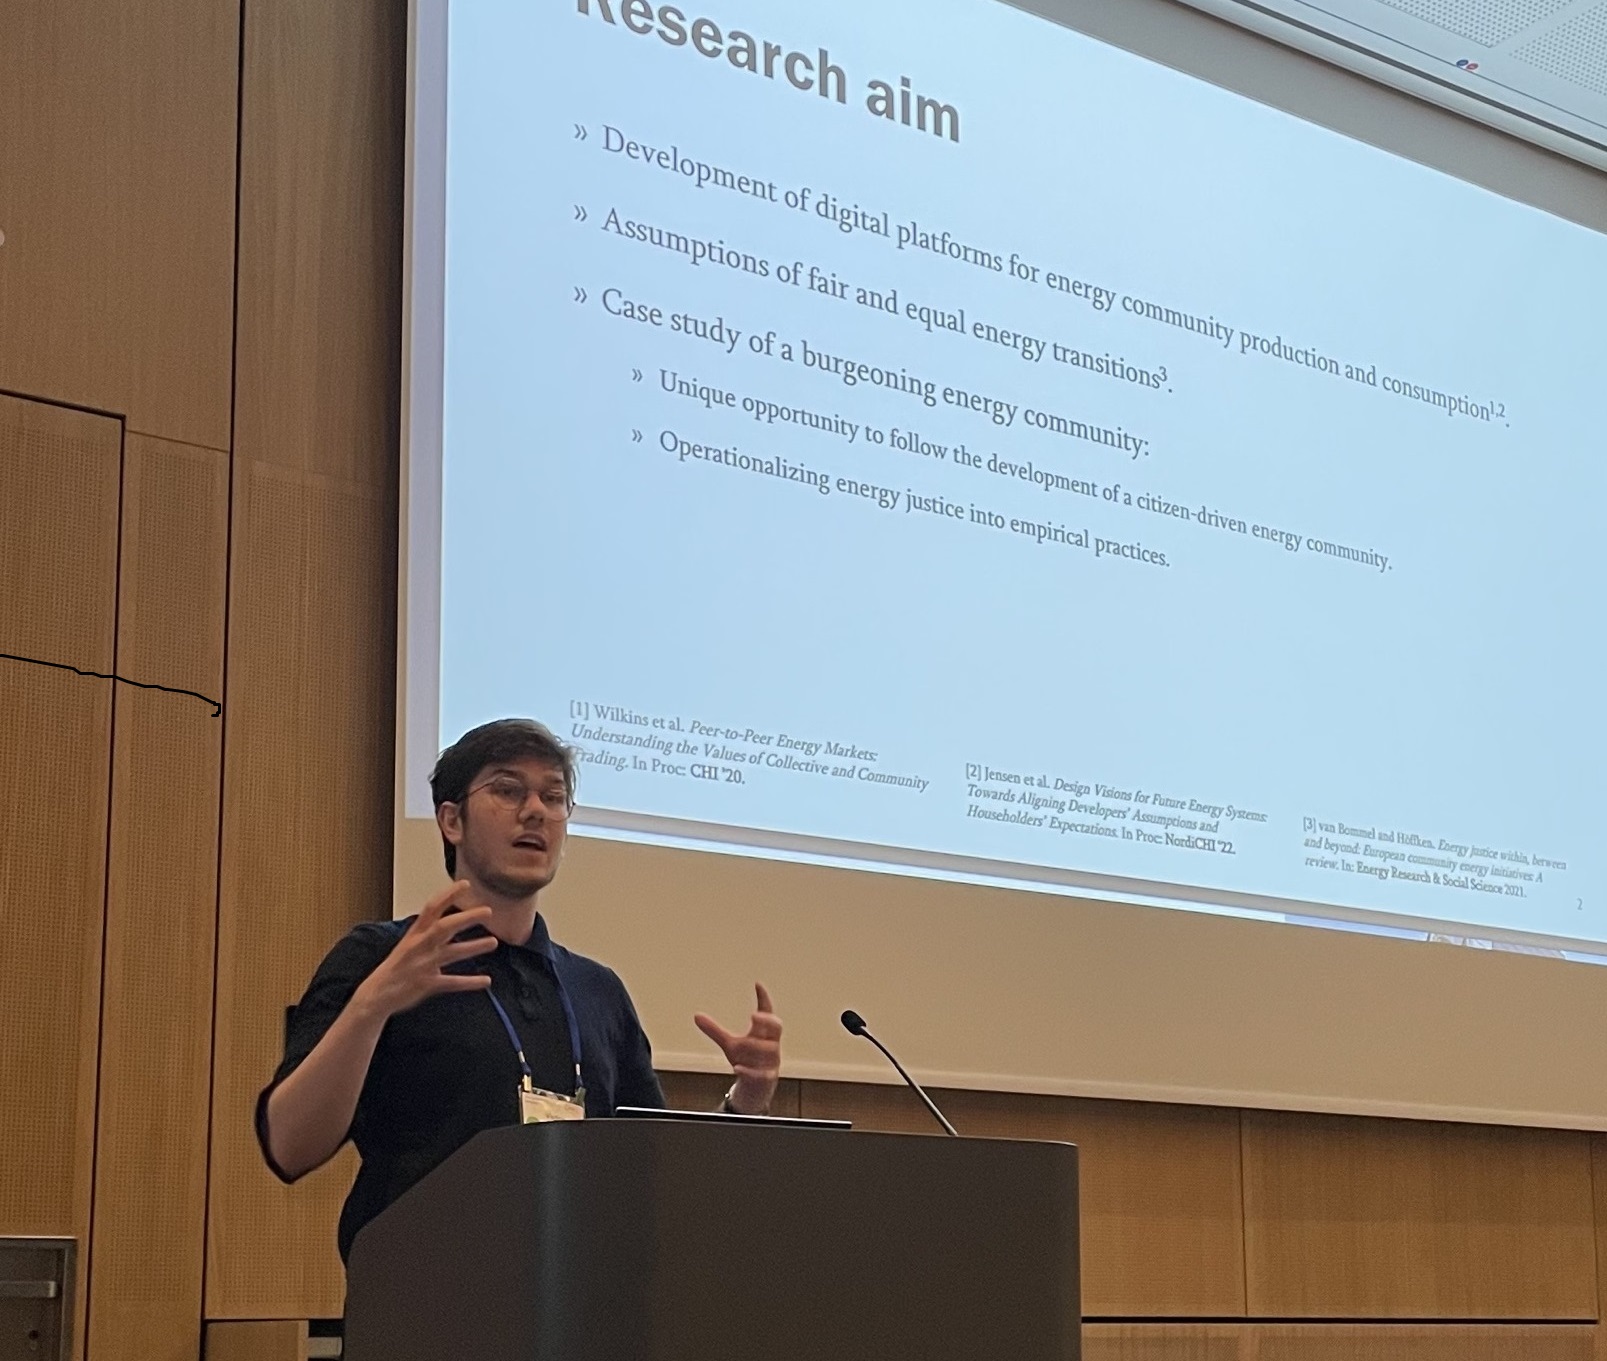 Research aim
» Development of digital platforms for energy community production and consumption1,2.
» Assumptions of fair and equal energy transitions3.
» Case study of a burgeoning energy community:
» Unique opportunity to follow the development of a citizen-driven energy community.
» Operationalizing energy justice into empirical practices.
[1] Wilkins et al. Peer-to-Peer Energy Markets:
Understanding the Values of Collective and Community
Trading. In Proc: CHI '20.
[2] Jensen et al. Design Visions for Future Energy Systems:
Towards Aligning Developers' Assumptions and
Householders' Expectations. In Proc: NordiCHI '22.
[3] van Bommel and Höffken. Energy justice within, between
and beyond: European community energy initiatives: A
review. In: Energy Research & Social Science 2021.
2